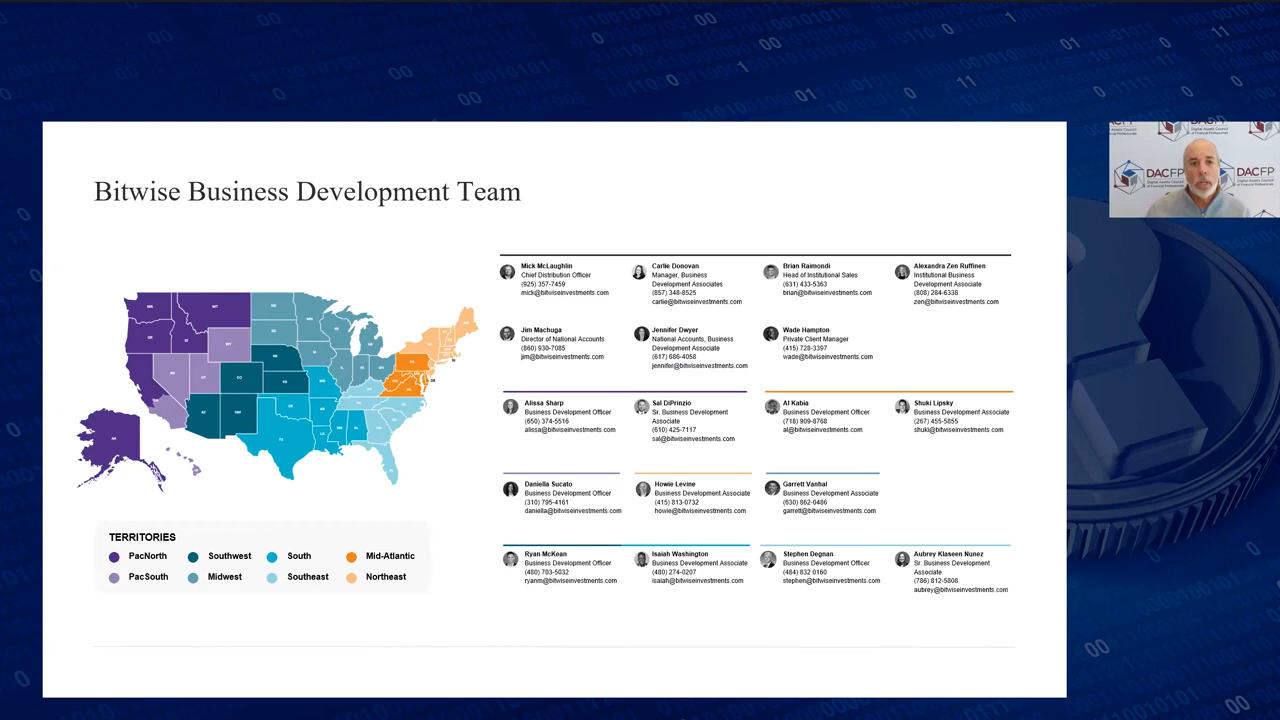 Bitwise Business Development Team
Mick McLaughlin
Chief Distribution Officer
(925) 357-7459
mick@bitwiseinvestments.com
Carlie Donovan
Manager, Business
Development Associates
(857) 348-8525
carlie@bitwiseinvestments.com
Brian Raimondi
Head of Institutional Sales
(631) 433-5363
brian@bitwiseinvestments.com
Alexandra Zen Ruffinen
Institutional Business
Development Associate
(808) 284-6338
zen@bitwiseinvestments.com
Jim Machuga
Director of National Accounts
(860) 930-7085
jim@bitwiseinvestments.com
Jennifer Dwyer
National Accounts, Business
Development Associate
(617) 686-4058
jennifer@bitwiseinvestments.com
Wade Hampton
Private Client Manager
(415) 728-3397
wade@bitwiseinvestments.com
Alissa Sharp
Business Development Officer
(650) 374-5516
alissa@bitwiseinvestments.com
Sal DiPrinzio
Sr. Business Development
Associate
(610) 425-7117
sal@bitwiseinvestments.com
Al Kabia
Business Development Officer
(718) 909-8768
al@bitwiseinvestments.com
Shuki Lipsky
Business Development Associate
(267) 455-5855
shuki@bitwiseinvestments.com
Daniella Sucato
Business Development Officer
(310) 795-4161
daniella@bitwiseinvestments.com
Howie Levine
Business Development Associate
(415) 813-0732
howie@bitwiseinvestments.com
Garrett Vanhal
Business Development Associate
(630) 862-0486
garrett@bitwiseinvestments.com
Ryan McKean
Business Development Officer
(480) 703-5032
ryanm@bitwiseinvestments.com
Isaiah Washington
Business Development Associate
(480) 274-0207
isaiah@bitwiseinvestments.com
Stephen Degnan
Business Development Officer
(484) 832 0160
stephen@bitwiseinvestments.com
Aubrey Klaseen Nunez
Sr. Business Development
Associate
(786) 812-5808
aubrey@bitwiseinvestments.com
TERRITORIES
PacNorth
Southwest
South
Mid-Atlantic
PacSouth
Midwest
Southeast
Northeast
DACFP
Digital Assets Council
of Financial Professionals
DACFP